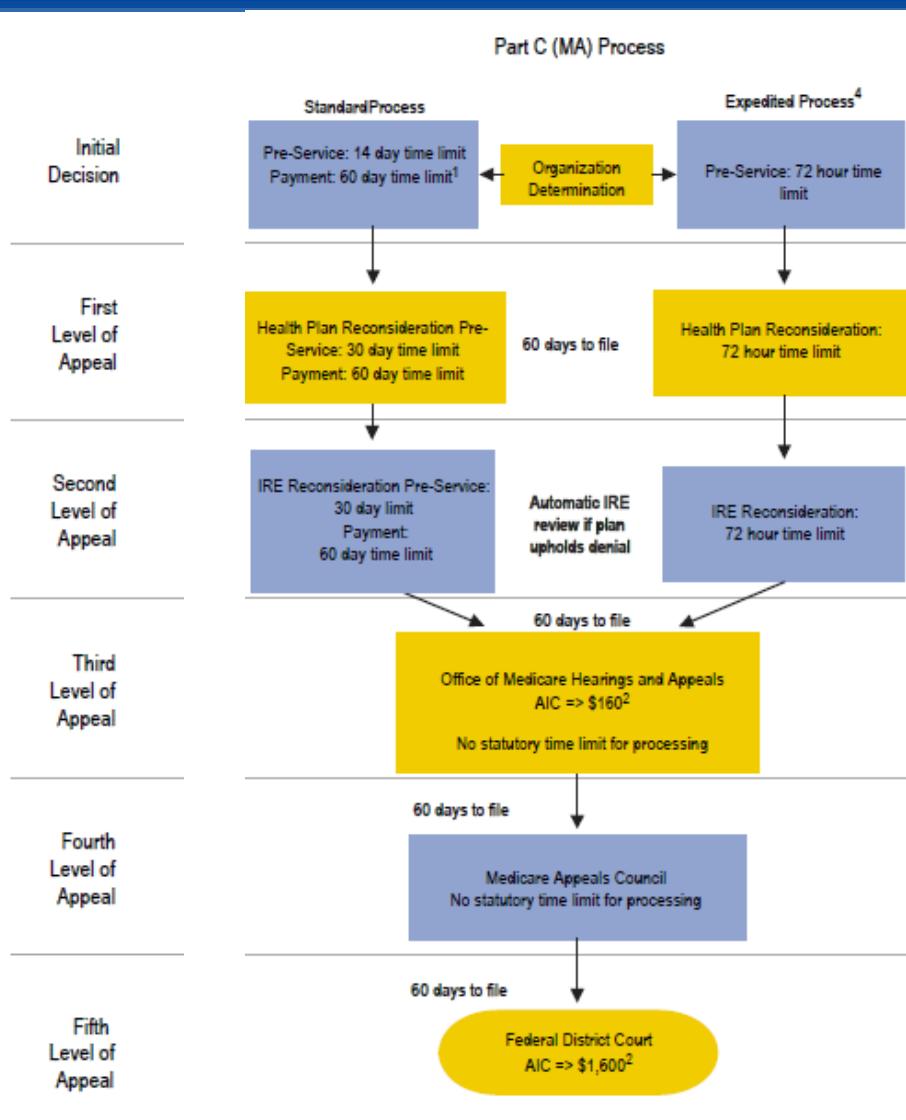 Part C (MA) Process
StandardProcess
Expedited Process4
Initial
Decision
Pre-Service: 14 day time limit
Payment: 60 day time limit1
Organization
Determination
Pre-Service: 72 hour time
limit
First
Level of
Appeal
Health Plan Reconsideration Pre-
Service: 30 day time limit
Payment: 60 day time limit
60 days to file
Health Plan Reconsideration:
72 hour time limit
Second
Level of
Appeal
IRE Reconsideration Pre-Service:
30 day limit
Payment:
60 day time limit
Automatic IRE
review if plan
upholds denial
IRE Reconsideration:
72 hour time limit
60 days to file
Third
Level of
Appeal
Office of Medicare Hearings and Appeals
AIC => $1602
No statutory time limit for processing
60 days to file
Fourth
Level of
Appeal
Medicare Appeals Council
No statutory time limit for processing
60 days to file
Fifth
Level of
Appeal
Federal District Court
AIC => $1,6002